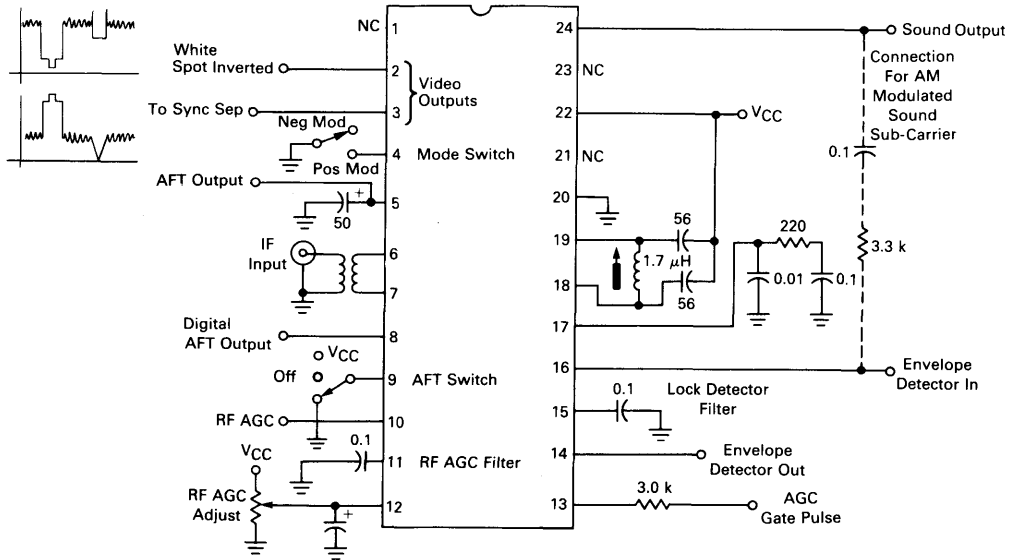 NC 1
White
Spot Inverted
2
Video
Outputs
To Sync Sep
3
Neg Mod
4 Mode Switch
Pos Mod
AFT Output
+
5
50
IF
Input
6
7
Digital
AFT Output
8
VCC
Off
9 AFT Switch
RF AGC
10
0.1
11 RF AGC Filter
VCC
RF AGC
Adjust
12
+
24
Sound Output
Connection
For AM
Modulated
Sound
Sub-Carrier
23 NC
22
VCC
21 NC
0.1
20
56
19
1.7 μH
220
3.3 k
18
56
0.01
0.1
17
16
Envelope
Detector In
0.1
Lock Detector
Filter
15
14
Envelope
Detector Out
3.0 k
13
AGC
Gate Pulse